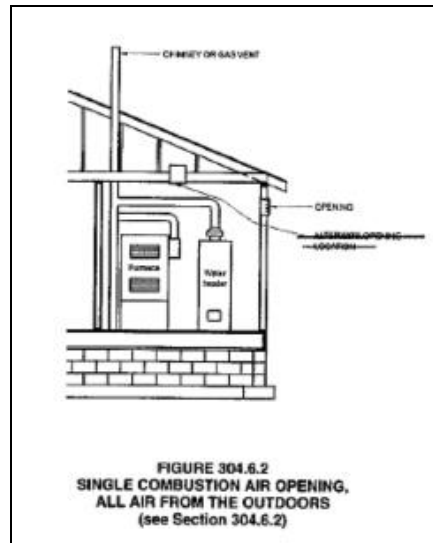 CHIMNEY OR GAS VENT
OPENING
ALTERNATE OPENING
LOCATION
Furnace
Water
heater
FIGURE 304.6.2
SINGLE COMBUSTION AIR OPENING,
ALL AIR FROM THE OUTDOORS
(see Section 304.6.2)